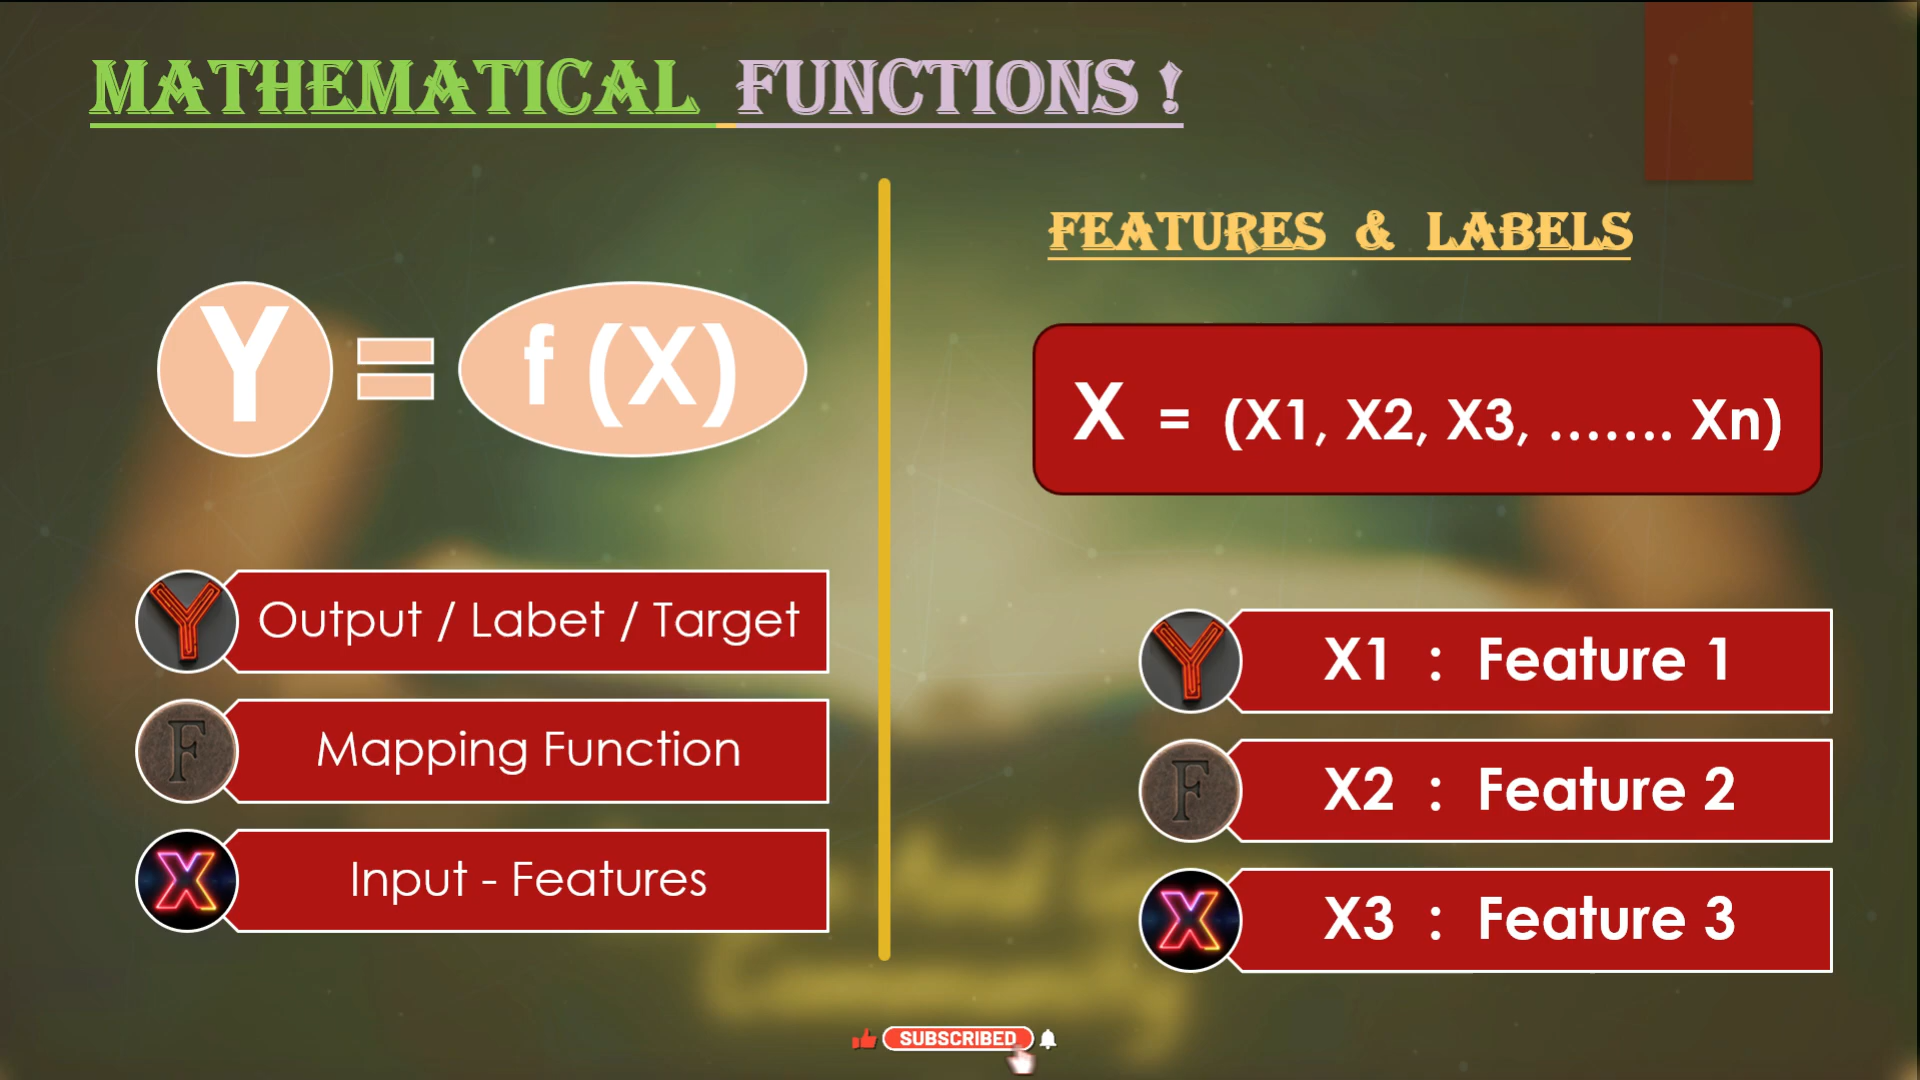 MATHEMATICAL FUNCTIONS !
Y = f (X)
Y Output / Label / Target
F Mapping Function
X Input - Features
FEATURES & LABELS
X = (X1, X2, X3, ....... Xn)
Y X1 : Feature 1
F X2 : Feature 2
X X3 : Feature 3
SUBSCRIBED